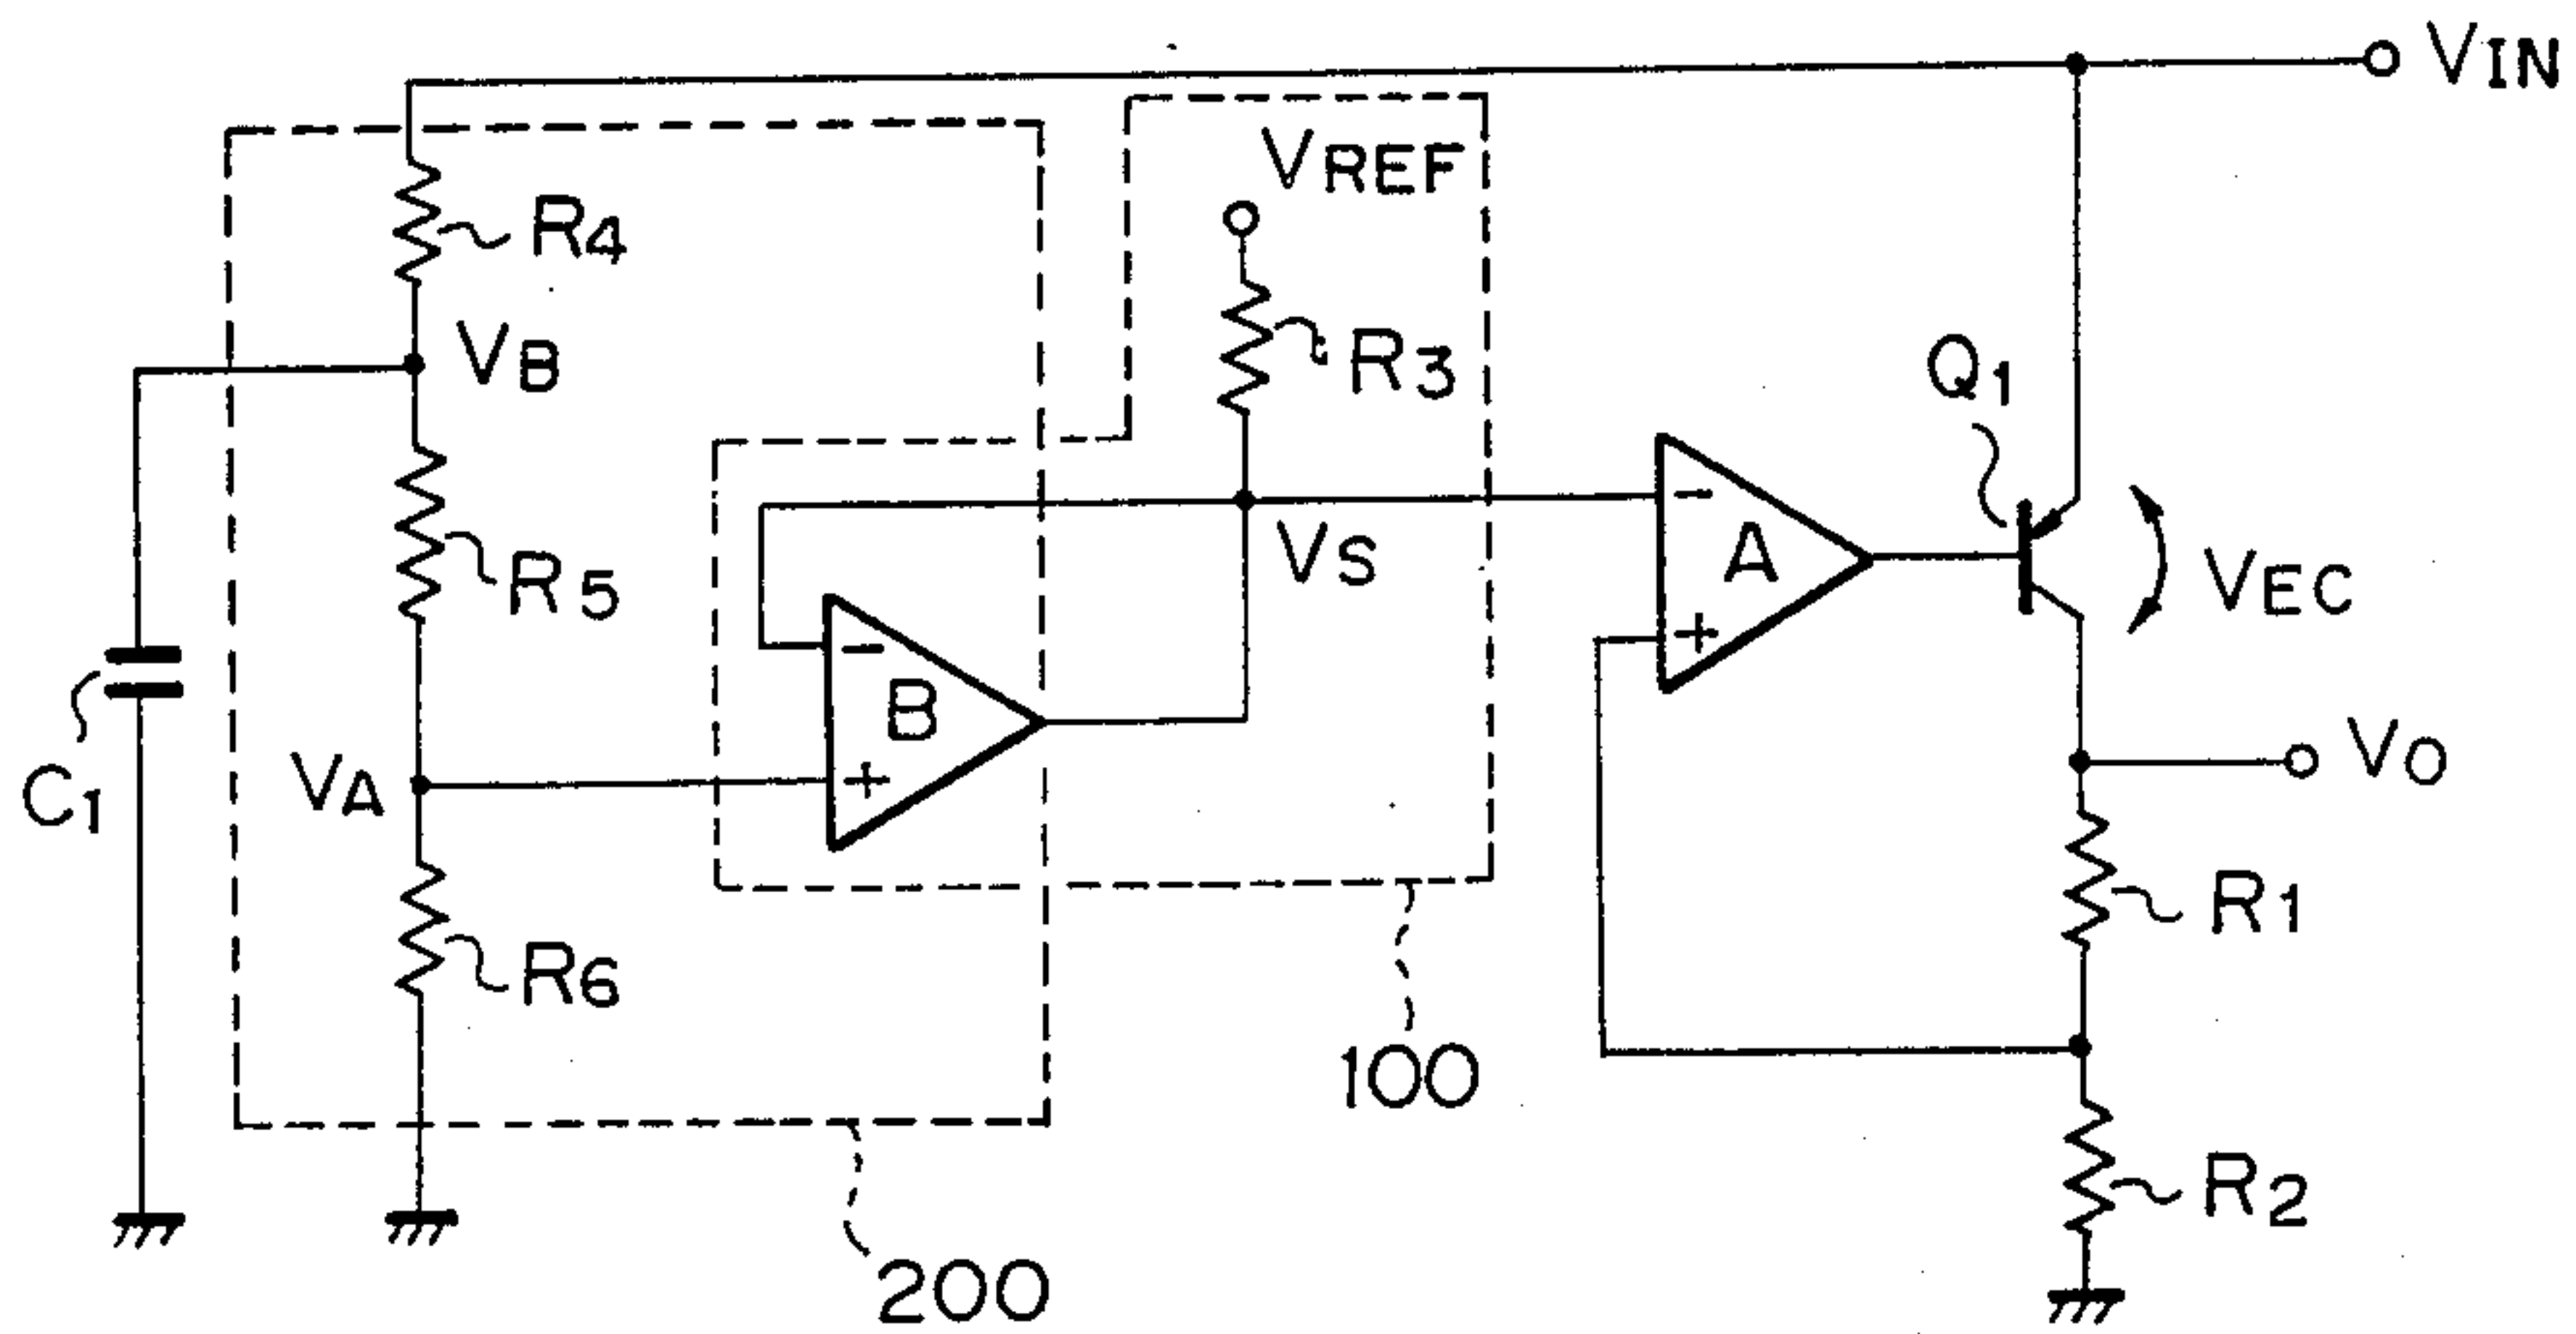 VIN
VREF
R4
VB
R3
Q1
VS
−
A
+
VEC
R5
−
B
+
VA
C1
VO
R1
R6
100
R2
200